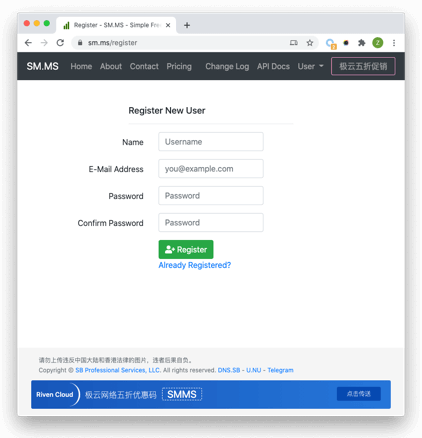 Register - SM.MS - Simple Fre
sm.ms/register
Z
SM.MS Home About Contact Pricing Change Log API Docs User 极云五折促销
Register New User
Name Username
E-Mail Address you@example.com
Password Password
Confirm Password Password
Register
Already Registered?
请勿上传违反中国大陆和香港法律的图片，违者后果自负。
Copyright © SB Professional Services, LLC. All rights reserved. DNS.SB - U.NU - Telegram
Riven Cloud 极云网络五折优惠码 SMMS 点击传送